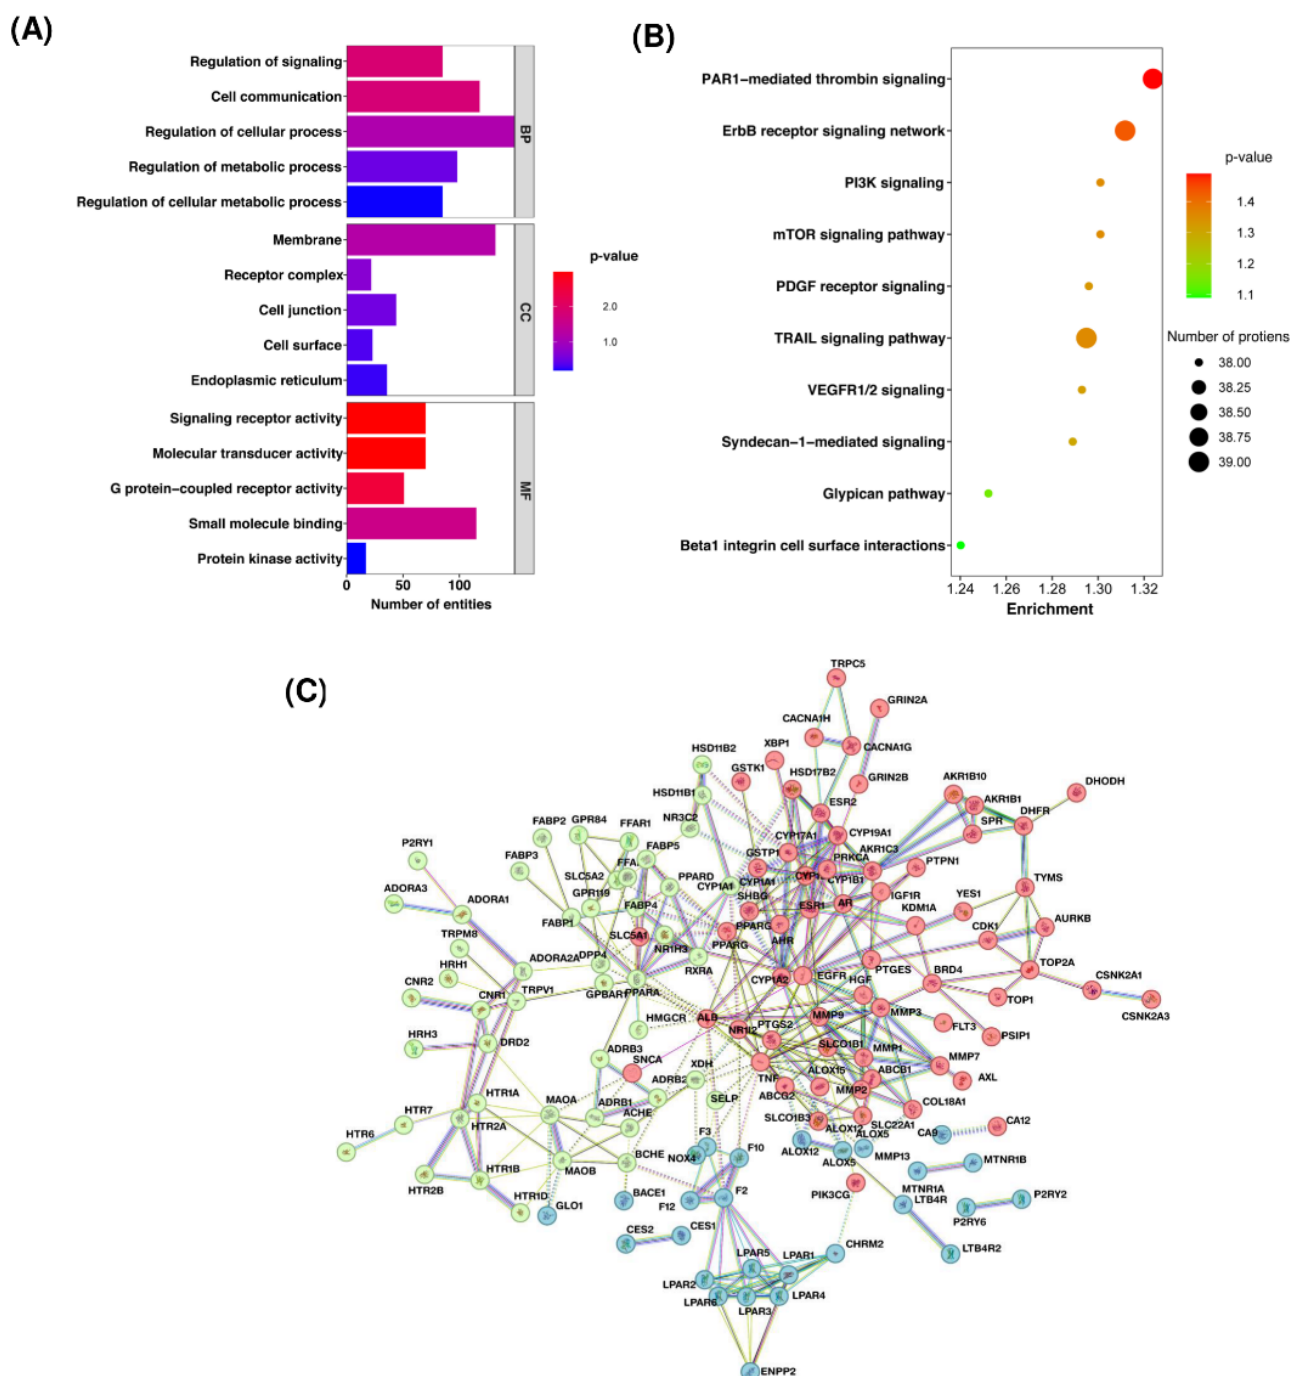 (A)
Regulation of signaling
Cell communication
Regulation of cellular process
Regulation of metabolic process
Regulation of cellular metabolic process
BP
Membrane
Receptor complex
Cell junction
Cell surface
Endoplasmic reticulum
CC
Signaling receptor activity
Molecular transducer activity
G protein−coupled receptor activity
Small molecule binding
Protein kinase activity
MF
0 50 100
Number of entities
p-value
2.0
1.0
(B)
PAR1−mediated thrombin signaling
ErbB receptor signaling network
PI3K signaling
mTOR signaling pathway
PDGF receptor signaling
TRAIL signaling pathway
VEGFR1/2 signaling
Syndecan−1−mediated signaling
Glypican pathway
Beta1 integrin cell surface interactions
1.24 1.26 1.28 1.30 1.32
Enrichment
p-value
1.4
1.3
1.2
1.1
Number of protiens
38.00
38.25
38.50
38.75
39.00
(C)
TRPC5
GRIN2A
CACNA1H
CACNA1G
XBP1
HSD11B2
GSTK1
HSD17B2
GRIN2B
AKR1B10
DHODH
HSD11B1
AKR1B1
ESR2
DHFR
FABP2
GPR84
FFAR1
NR3C2
CYP17A1
CYP19A1
SPR
P2RY1
FABP3
FABP5
GSTP1
PRKCA
AKR1C3
PTPN1
SLC5A2
FFA
PPARD
CYP1A1
CYP1A1
CYP1
CYP1B1
TYMS
ADORA3
ADORA1
GPR119
FABP4
SHBG
IGF1R
YES1
FABP1
ESR1
AR
KDM1A
TRPM8
SLC5A1
PPARG
CDK1
AURKB
NR1H3
PPARG
AHR
HRH1
ADORA2A
DPP4
RXRA
PTGES
TOP2A
CNR2
CNR1
TRPV1
GPBAR1
PPARA
CYP1A2
EGFR
HGF
BRD4
CSNK2A1
TOP1
CSNK2A3
HMGCR
ALB
MMP9
MMP3
FLT3
PSIP1
HRH3
DRD2
NR1I2
PTGS2
SLCO1B1
MMP1
ADRB3
SNCA
XDH
TNF
ALOX15
ABCB1
MMP7
AXL
ADRB2
MMP2
HTR1A
MAOA
ADRB1
SELP
ABCG2
COL18A1
HTR7
HTR2A
ACHE
SLCO1B3
ALOX12
SLC22A1
CA12
HTR6
F3
F10
ALOX12
ALOX5
CA9
NOX4
ALOX5
MMP13
HTR1B
MAOB
BCHE
MTNR1B
HTR2B
BACE1
F12
F2
PIK3CG
MTNR1A
LTB4R
P2RY2
HTR1D
GLO1
P2RY6
CES2
CES1
CHRM2
LTB4R2
LPAR5
LPAR1
LPAR2
LPAR6
LPAR3
LPAR4
ENPP2